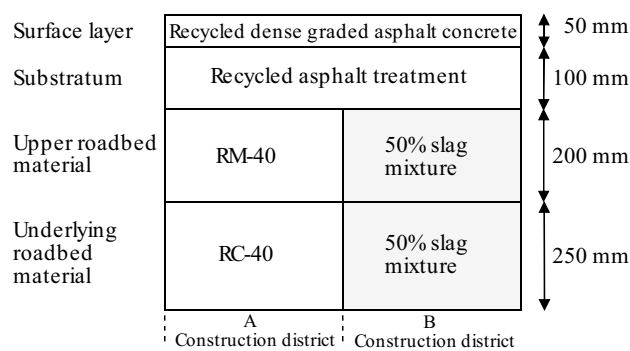 Surface layer
Recycled dense graded asphalt concrete
50 mm
Substratum
Recycled asphalt treatment
100 mm
Upper roadbed
material
RM-40
50% slag
mixture
200 mm
Underlying
roadbed
material
RC-40
50% slag
mixture
250 mm
A
Construction district
B
Construction district